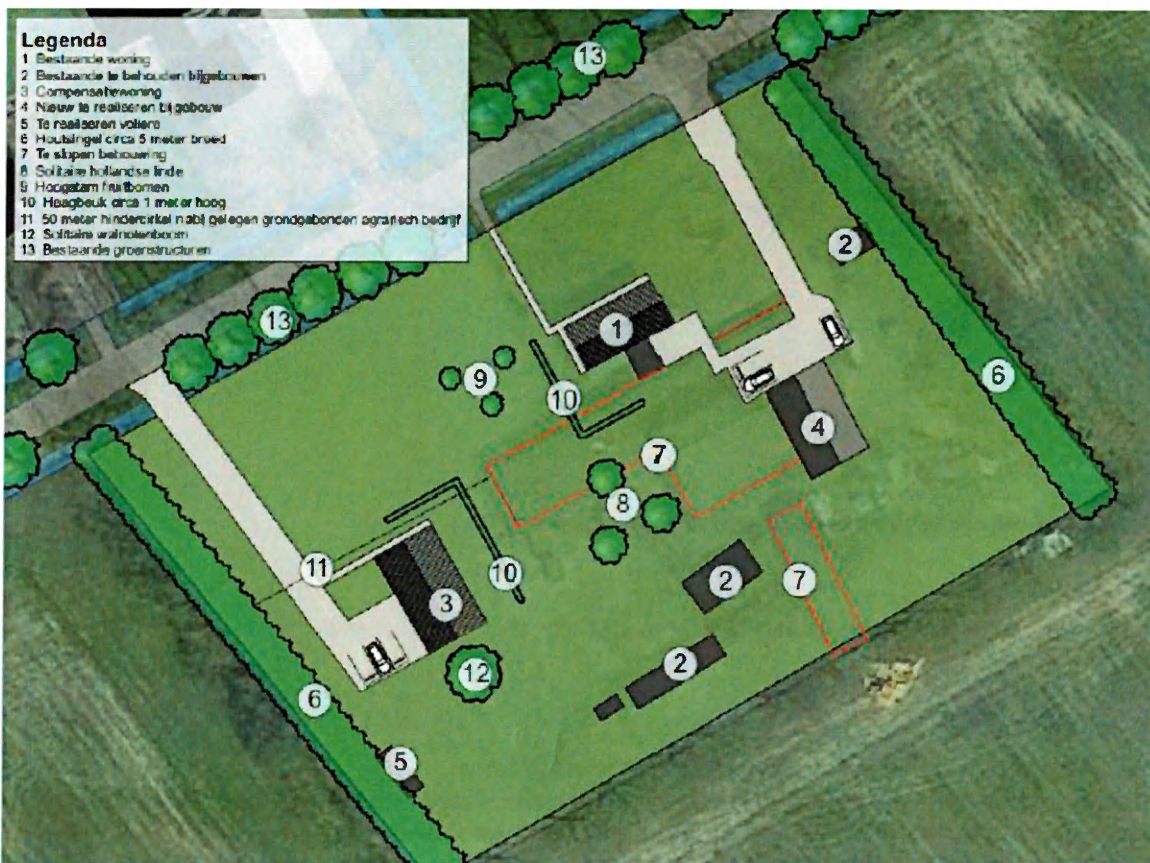 Legenda
1 Bestaande woning
2 Bestaande te behouden bijgebouwen
3 Compensatiewoning
4 Nieuw te realiseren bijgebouw
5 Te realiseren voliere
6 Houtsingel circa 5 meter breed
7 Te slopen bebouwing
8 Solitaire hollandse linde
9 Hoogstam fruitbomen
10 Haagbeuk circa 1 meter hoog
11 50 meter hindercirkel nabij gelegen grondgebonden agrarisch bedrijf
12 Solitaire walnotenboom
13 Bestaande groenstructuren
13
2
13
1
9
6
10
4
7
8
11
10
2
7
3
2
12
6
5